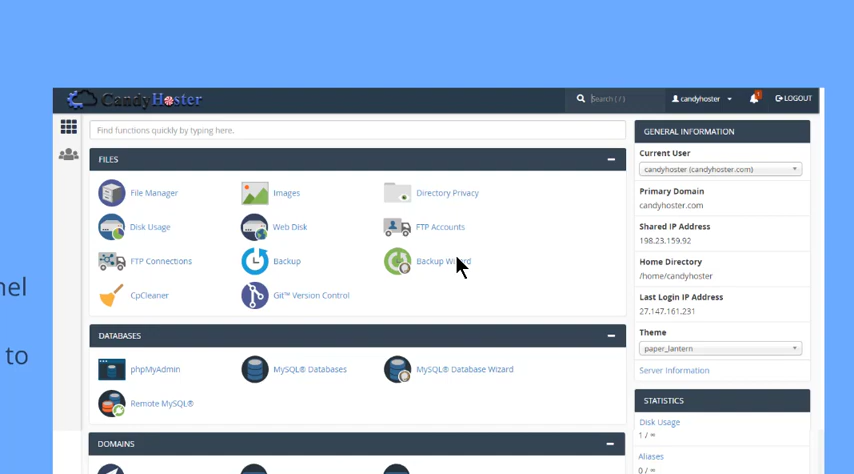 CandyHoster
Search ( / )
candyhoster
1
LOGOUT
Find functions quickly by typing here.
FILES
File Manager
Images
Directory Privacy
Disk Usage
Web Disk
FTP Accounts
FTP Connections
Backup
Backup Wizard
CpCleaner
Git™ Version Control
DATABASES
phpMyAdmin
MySQL® Databases
MySQL® Database Wizard
Remote MySQL®
DOMAINS
GENERAL INFORMATION
Current User
candyhoster (candyhoster.com)
Primary Domain
candyhoster.com
Shared IP Address
198.23.159.92
Home Directory
/home/candyhoster
Last Login IP Address
27.147.161.231
Theme
paper_lantern
Server Information
STATISTICS
Disk Usage
1 / ∞
Aliases
0 / ∞
nel
to